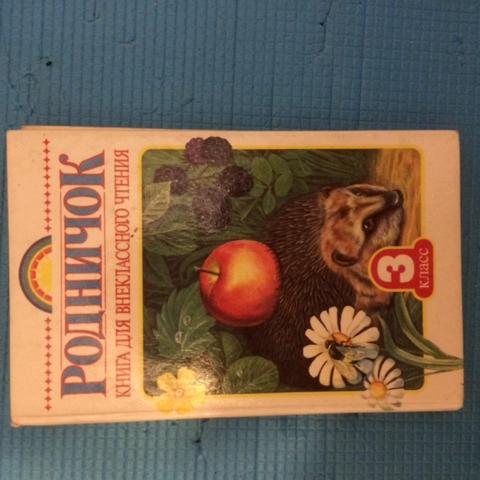 РОДНИЧОК
КНИГА ДЛЯ ВНЕКЛАССНОГО ЧТЕНИЯ
3
КЛАСС